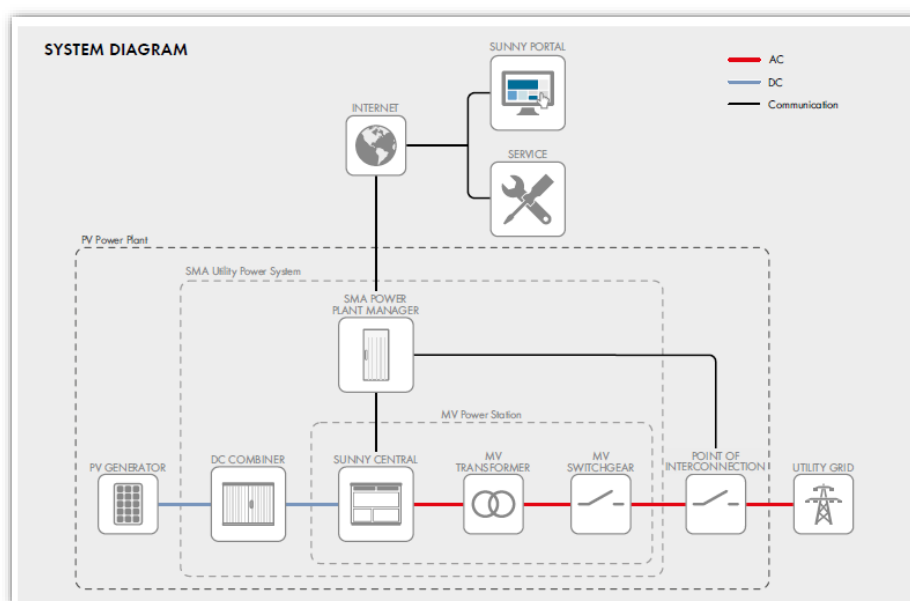 SYSTEM DIAGRAM
SUNNY PORTAL
AC
DC
Communication
INTERNET
SERVICE
PV Power Plant
SMA Utility Power System
SMA POWER
PLANT MANAGER
MV Power Station
PV GENERATOR
DC COMBINER
SUNNY CENTRAL
MV
TRANSFORMER
MV
SWITCHGEAR
POINT OF
INTERCONNECTION
UTILITY GRID